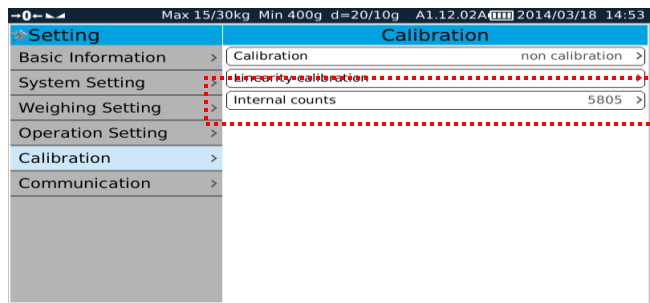 →0← Max 15/30kg Min 400g d=20/10g A1.12.02A 2014/03/18 14:53
Setting
Basic Information >
System Setting >
Weighing Setting >
Operation Setting >
Calibration >
Communication >
Calibration
Calibration non calibration >
Linearity calibration >
Internal counts 5805 >